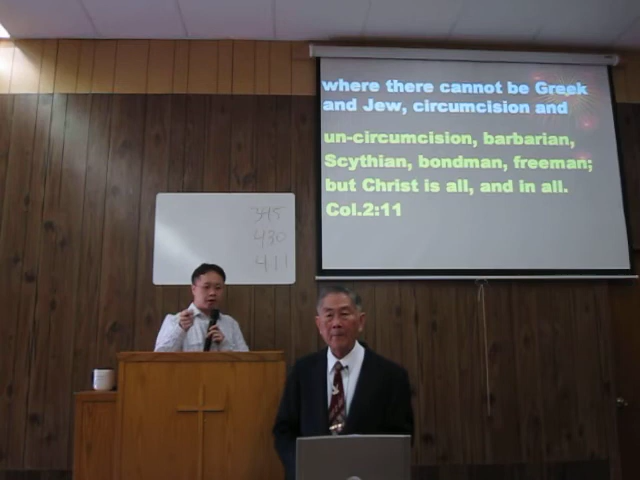 where there cannot be Greek
and Jew, circumcision and
un-circumcision, barbarian,
Scythian, bondman, freeman;
but Christ is all, and in all.
Col.2:11
345
430
411